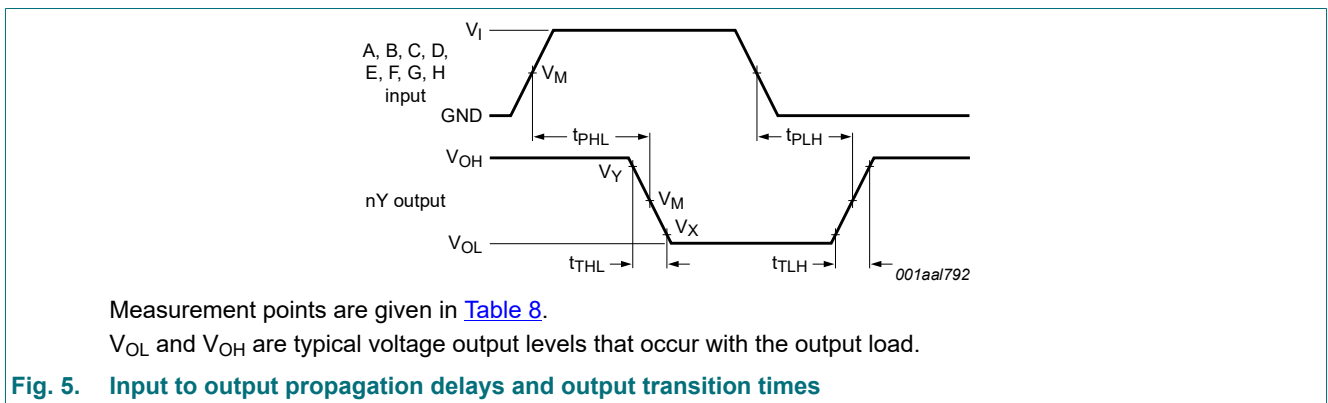 V_I
A, B, C, D,
E, F, G, H
input
V_M
GND
t_PHL
t_PLH
V_OH
V_Y
nY output
V_M
V_X
V_OL
t_THL
t_TLH
001aal792
Measurement points are given in Table 8.
V_OL and V_OH are typical voltage output levels that occur with the output load.
Fig. 5. Input to output propagation delays and output transition times